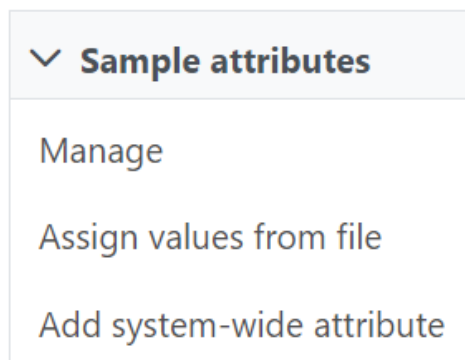 Sample attributes
Manage
Assign values from file
Add system-wide attribute